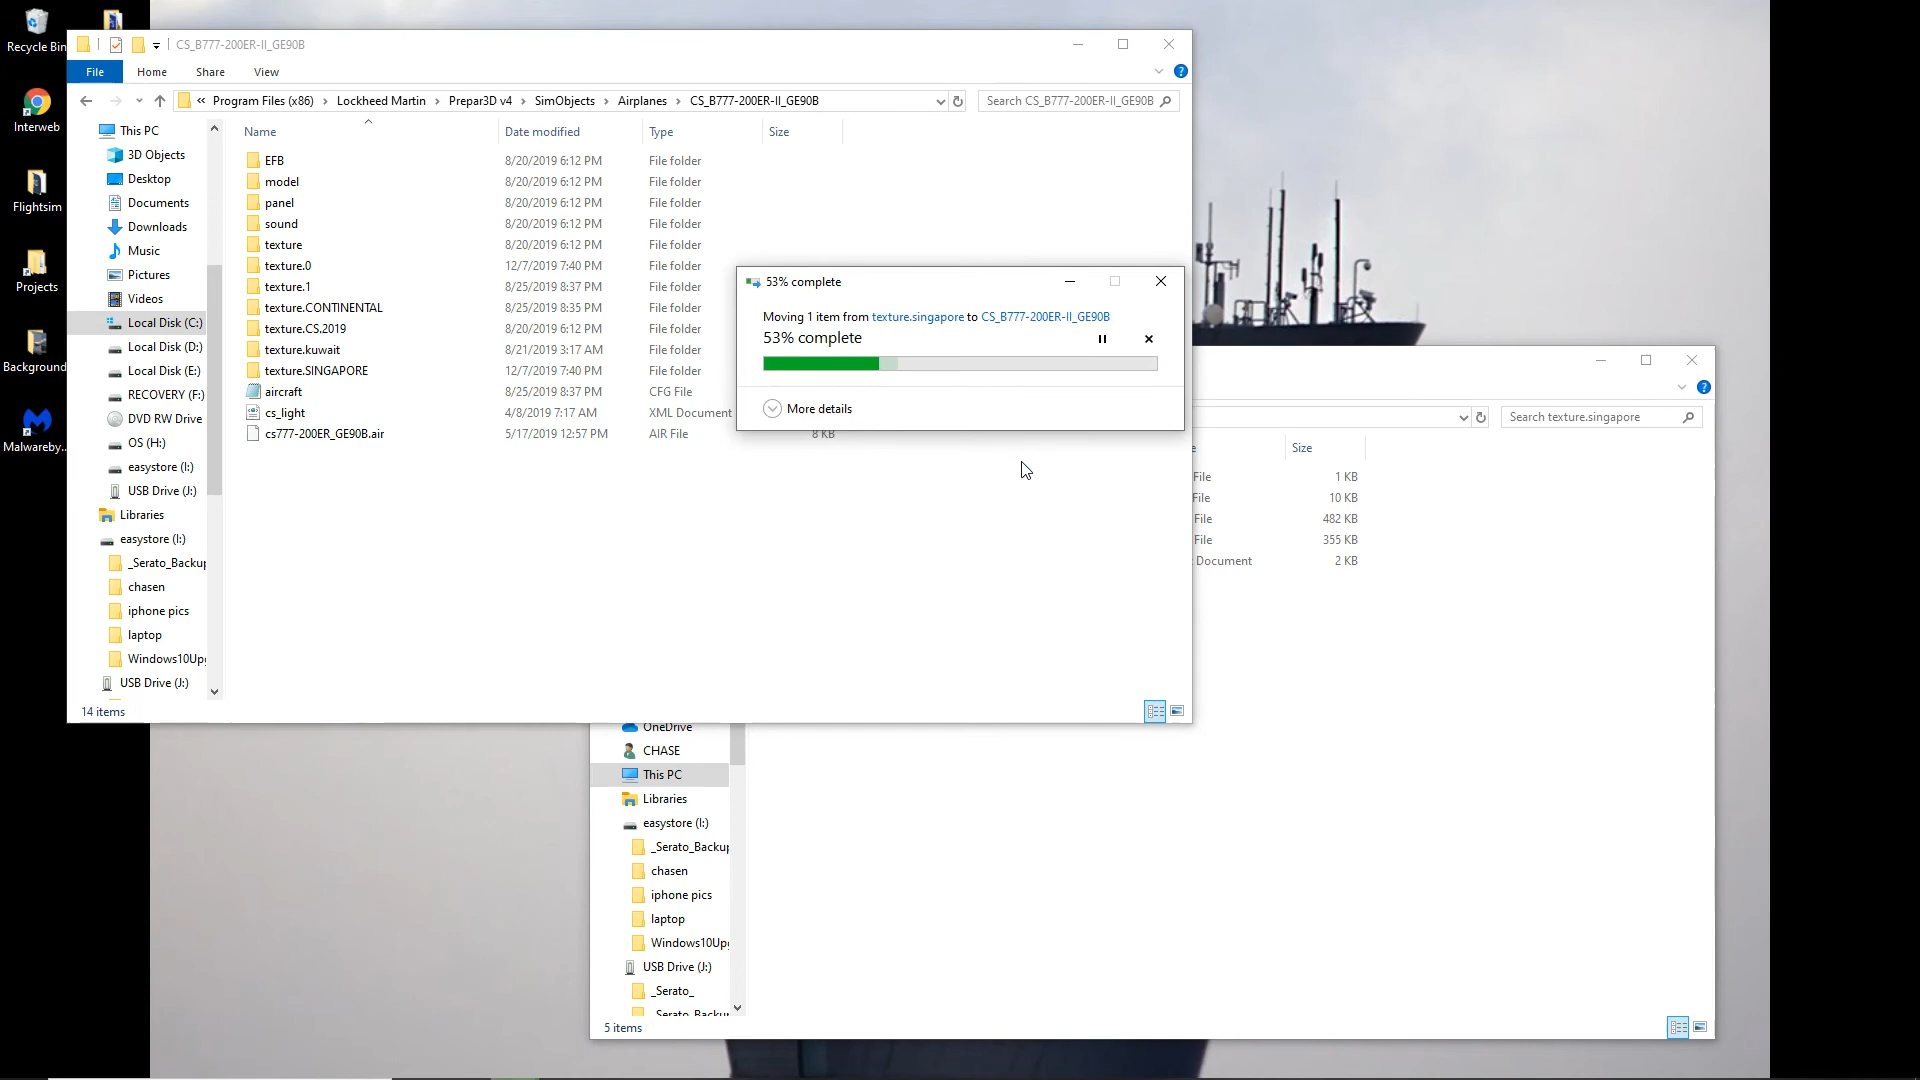 Recycle Bin
Interweb
Flightsim
Projects
Background
Malwareby...
CS_B777-200ER-II_GE90B
File Home Share View
« Program Files (x86) › Lockheed Martin › Prepar3D v4 › SimObjects › Airplanes › CS_B777-200ER-II_GE90B
Search CS_B777-200ER-II_GE90B
This PC
3D Objects
Desktop
Documents
Downloads
Music
Pictures
Videos
Local Disk (C:)
Local Disk (D:)
Local Disk (E:)
RECOVERY (F:)
DVD RW Drive
OS (H:)
easystore (I:)
USB Drive (J:)
Libraries
easystore (I:)
_Serato_Backup
chasen
iphone pics
laptop
USB Drive (J:)
Name Date modified Type Size
EFB 8/20/2019 6:12 PM File folder
model 8/20/2019 6:12 PM File folder
panel 8/20/2019 6:12 PM File folder
sound 8/20/2019 6:12 PM File folder
texture 8/20/2019 6:12 PM File folder
texture.0 12/7/2019 7:40 PM File folder
texture.1 8/25/2019 8:37 PM File folder
texture.CONTINENTAL 8/25/2019 8:35 PM File folder
texture.CS.2019 8/20/2019 6:12 PM File folder
texture.kuwait 8/21/2019 3:17 AM File folder
texture.SINGAPORE 12/7/2019 7:40 PM File folder
aircraft 8/25/2019 8:37 PM CFG File
cs_light 4/8/2019 7:17 AM XML Document
cs777-200ER_GE90B.air 5/17/2019 12:57 PM AIR File 8 KB
14 items
53% complete
Moving 1 item from texture.singapore to CS_B777-200ER-II_GE90B
53% complete
More details
Search texture.singapore
Size
File 1 KB
File 10 KB
File 482 KB
File 355 KB
Document 2 KB
OneDrive
CHASE
This PC
Libraries
easystore (I:)
_Serato_Backup
chasen
iphone pics
laptop
USB Drive (J:)
_Serato_
5 items